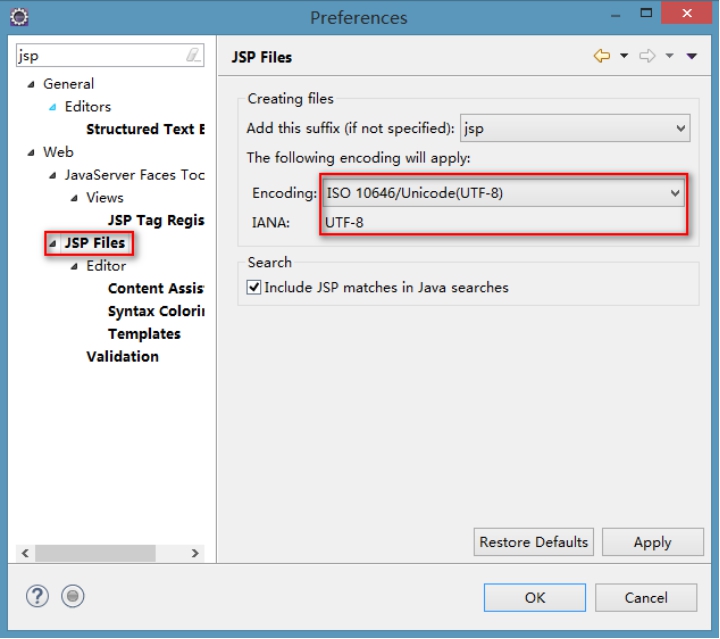 Preferences
jsp
General
Editors
Structured Text E
Web
JavaServer Faces Toc
Views
JSP Tag Regis
JSP Files
Editor
Content Assis
Syntax Colorin
Templates
Validation
JSP Files
Creating files
Add this suffix (if not specified): jsp
The following encoding will apply:
Encoding: ISO 10646/Unicode(UTF-8)
IANA: UTF-8
Search
Include JSP matches in Java searches
Restore Defaults Apply
? OK Cancel